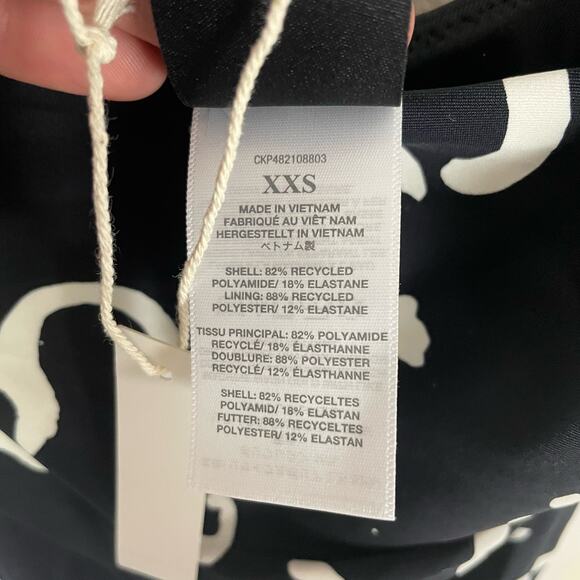 CKP482108803
XXS
MADE IN VIETNAM
FABRIQUÉ AU VIÊT NAM
HERGESTELLT IN VIETNAM
ベトナム製
SHELL: 82% RECYCLED
POLYAMIDE/ 18% ELASTANE
LINING: 88% RECYCLED
POLYESTER/ 12% ELASTANE
TISSU PRINCIPAL: 82% POLYAMIDE
RECYCLÉ/ 18% ÉLASTHANNE
DOUBLURE: 88% POLYESTER
RECYCLÉ/ 12% ÉLASTHANNE
SHELL: 82% RECYCELTES
POLYAMID/ 18% ELASTAN
FUTTER: 88% RECYCELTES
POLYESTER/ 12% ELASTAN